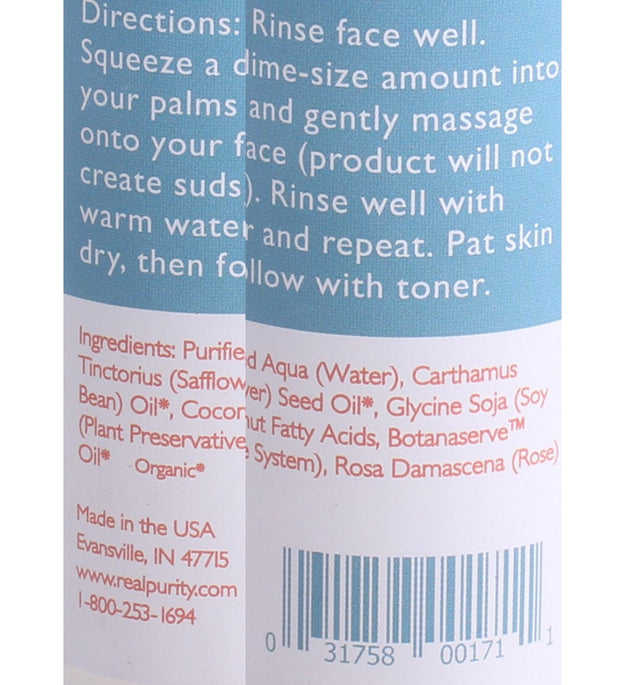 Directions: Rinse face well.
Squeeze a dime-size amount into
your palms and gently massage
onto your face (product will not
create suds). Rinse well with
warm water and repeat. Pat skin
dry, then follow with toner.
Ingredients: Purified Aqua (Water), Carthamus
Tinctorius (Safflower) Seed Oil*, Glycine Soja (Soy
Bean) Oil*, Coconut Fatty Acids, Botanaserve™
(Plant Preservative System), Rosa Damascena (Rose)
Oil* Organic*
Made in the USA
Evansville, IN 47715
www.realpurity.com
1-800-253-1694
0 31758 00171 1